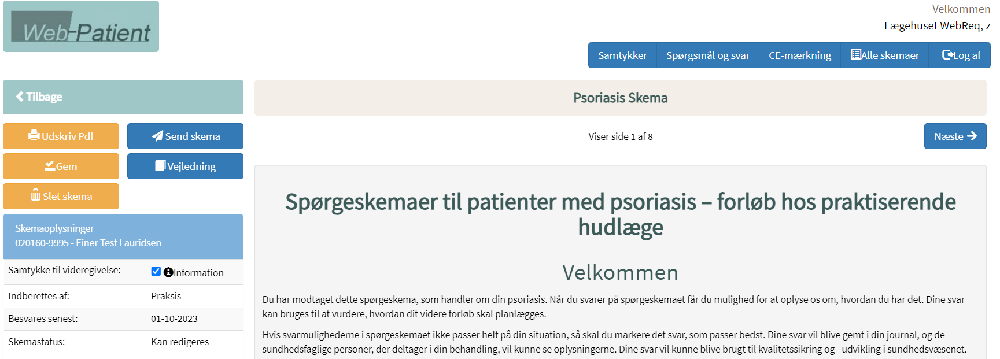 Web-Patient
Velkommen
Lægehuset WebReq, z
Samtykker
Spørgsmål og svar
CE-mærkning
Alle skemaer
Log af
Tilbage
Psoriasis Skema
Udskriv Pdf
Send skema
Viser side 1 af 8
Næste
Gem
Vejledning
Slet skema
Skemaoplysninger
020160-9995 - Einer Test Lauridsen
Samtykke til videregivelse:
Information
Indberettes af:
Praksis
Besvares senest:
01-10-2023
Skemastatus:
Kan redigeres
Spørgeskemaer til patienter med psoriasis – forløb hos praktiserende
hudlæge
Velkommen
Du har modtaget dette spørgeskema, som handler om din psoriasis. Når du svarer på spørgeskemaet får du mulighed for at oplyse os om, hvordan du har det. Dine svar
kan bruges til at vurdere, hvordan dit videre forløb skal planlægges.
Hvis svarmulighederne i spørgeskemaet ikke passer helt på din situation, så skal du markere det svar, som passer bedst. Dine svar vil blive gemt i din journal, og de
sundhedsfaglige personer, der deltager i din behandling, vil kunne se oplysningerne. Dine svar vil kunne blive brugt til kvalitetssikring og –udvikling i sundhedsvæsenet.